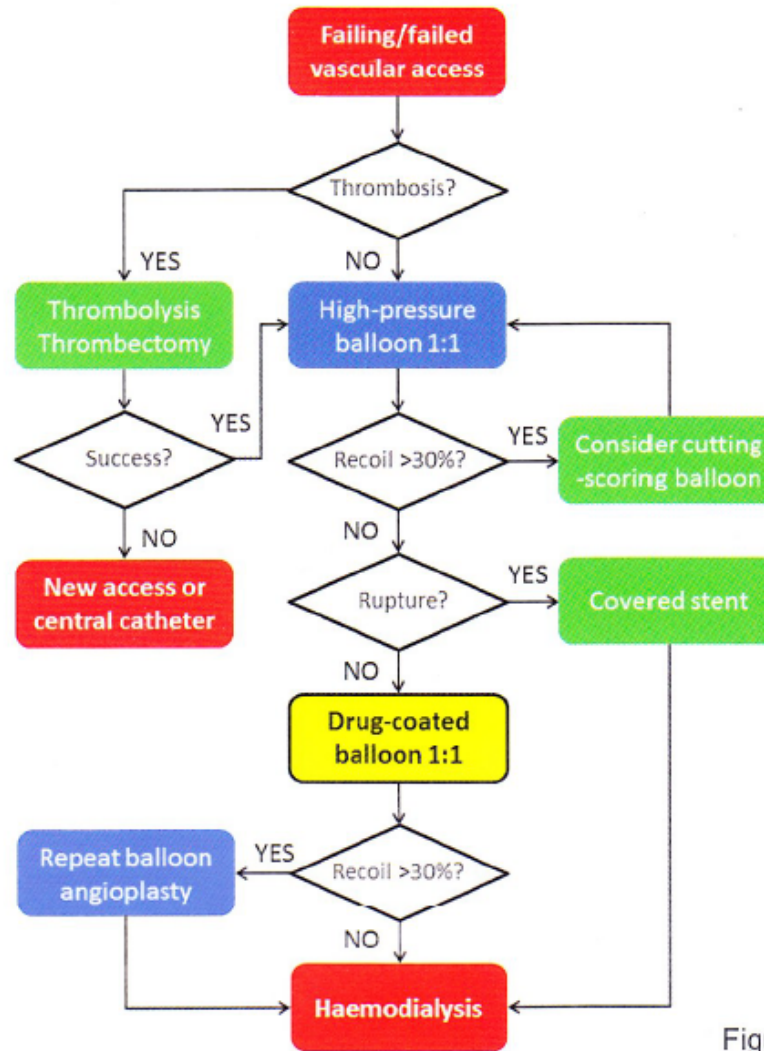 Failing/failed
vascular access
Thrombosis?
YES
NO
Thrombolysis
Thrombectomy
High-pressure
balloon 1:1
YES
Success?
Recoil >30%?
YES
Consider cutting
-scoring balloon
NO
NO
New access or
central catheter
Rupture?
YES
Covered stent
NO
Drug-coated
balloon 1:1
Repeat balloon
angioplasty
YES
Recoil >30%?
NO
Haemodialysis